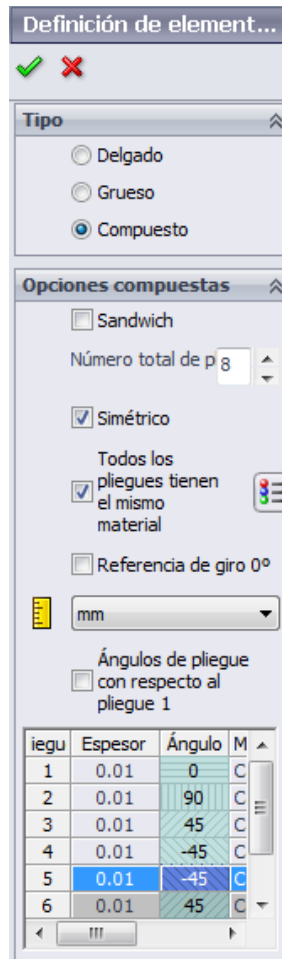 Definición de element...
Tipo
Delgado
Grueso
Compuesto
Opciones compuestas
Sandwich
Número total de p 8
Simétrico
Todos los
pliegues tienen
el mismo
material
Referencia de giro 0º
mm
Ángulos de pliegue
con respecto al
pliegue 1
iegu Espesor Ángulo M
1 0.01 0 C
2 0.01 90 C
3 0.01 45 C
4 0.01 -45 C
5 0.01 -45 C
6 0.01 45 C